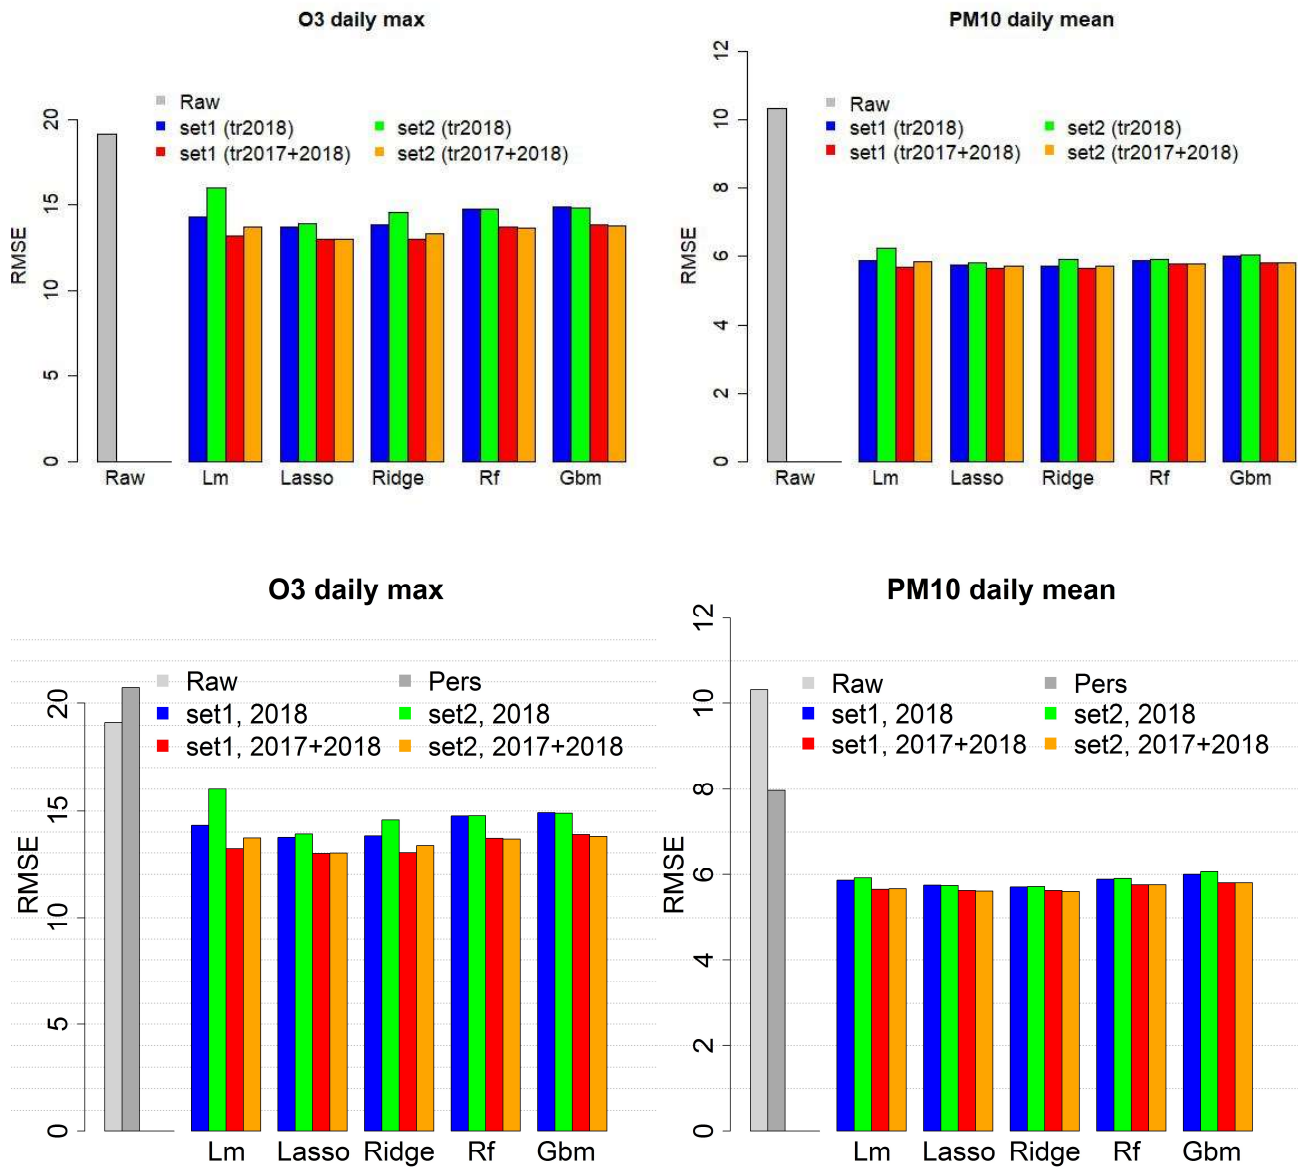 O3 daily max
20
15
10
5
0
RMSE
Raw
set1 (tr2018)
set2 (tr2018)
set1 (tr2017+2018)
set2 (tr2017+2018)
Raw
Lm
Lasso
Ridge
Rf
Gbm
PM10 daily mean
12
10
8
6
4
2
0
RMSE
Raw
set1 (tr2018)
set2 (tr2018)
set1 (tr2017+2018)
set2 (tr2017+2018)
Raw
Lm
Lasso
Ridge
Rf
Gbm
O3 daily max
20
15
10
5
0
RMSE
Raw
Pers
set1, 2018
set2, 2018
set1, 2017+2018
set2, 2017+2018
Lm
Lasso
Ridge
Rf
Gbm
PM10 daily mean
12
10
8
6
4
2
0
RMSE
Raw
Pers
set1, 2018
set2, 2018
set1, 2017+2018
set2, 2017+2018
Lm
Lasso
Ridge
Rf
Gbm